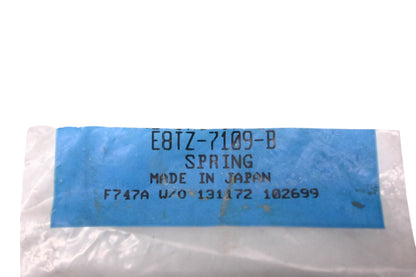 E8TZ-7109-B
SPRING
MADE IN JAPAN
F747A W/O 131172 102699